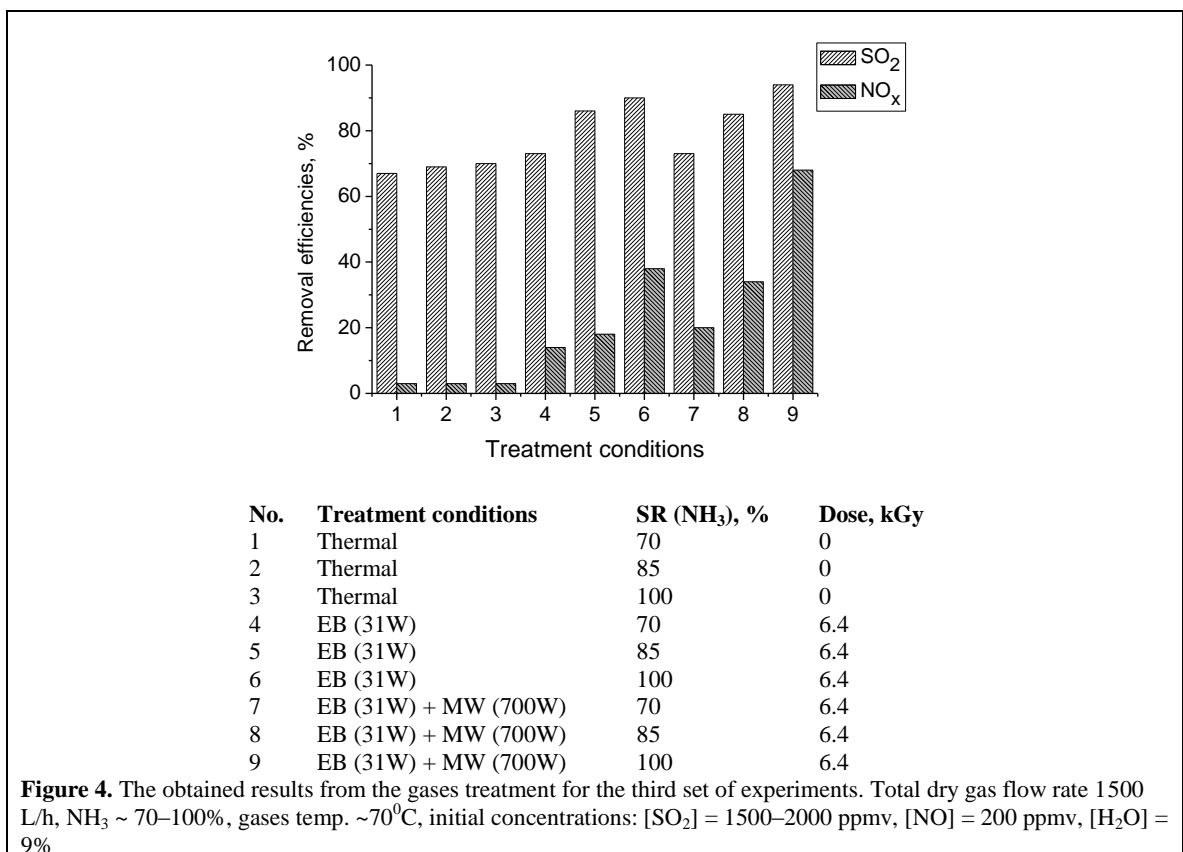 SO2
NOx
100
80
60
40
20
0
Removal efficiencies, %
1 2 3 4 5 6 7 8 9
Treatment conditions
No. Treatment conditions SR (NH3), % Dose, kGy
1 Thermal 70 0
2 Thermal 85 0
3 Thermal 100 0
4 EB (31W) 70 6.4
5 EB (31W) 85 6.4
6 EB (31W) 100 6.4
7 EB (31W) + MW (700W) 70 6.4
8 EB (31W) + MW (700W) 85 6.4
9 EB (31W) + MW (700W) 100 6.4
Figure 4. The obtained results from the gases treatment for the third set of experiments. Total dry gas flow rate 1500
L/h, NH3 ~ 70–100%, gases temp. ~70⁰C, initial concentrations: [SO2] = 1500–2000 ppmv, [NO] = 200 ppmv, [H2O] =
9%